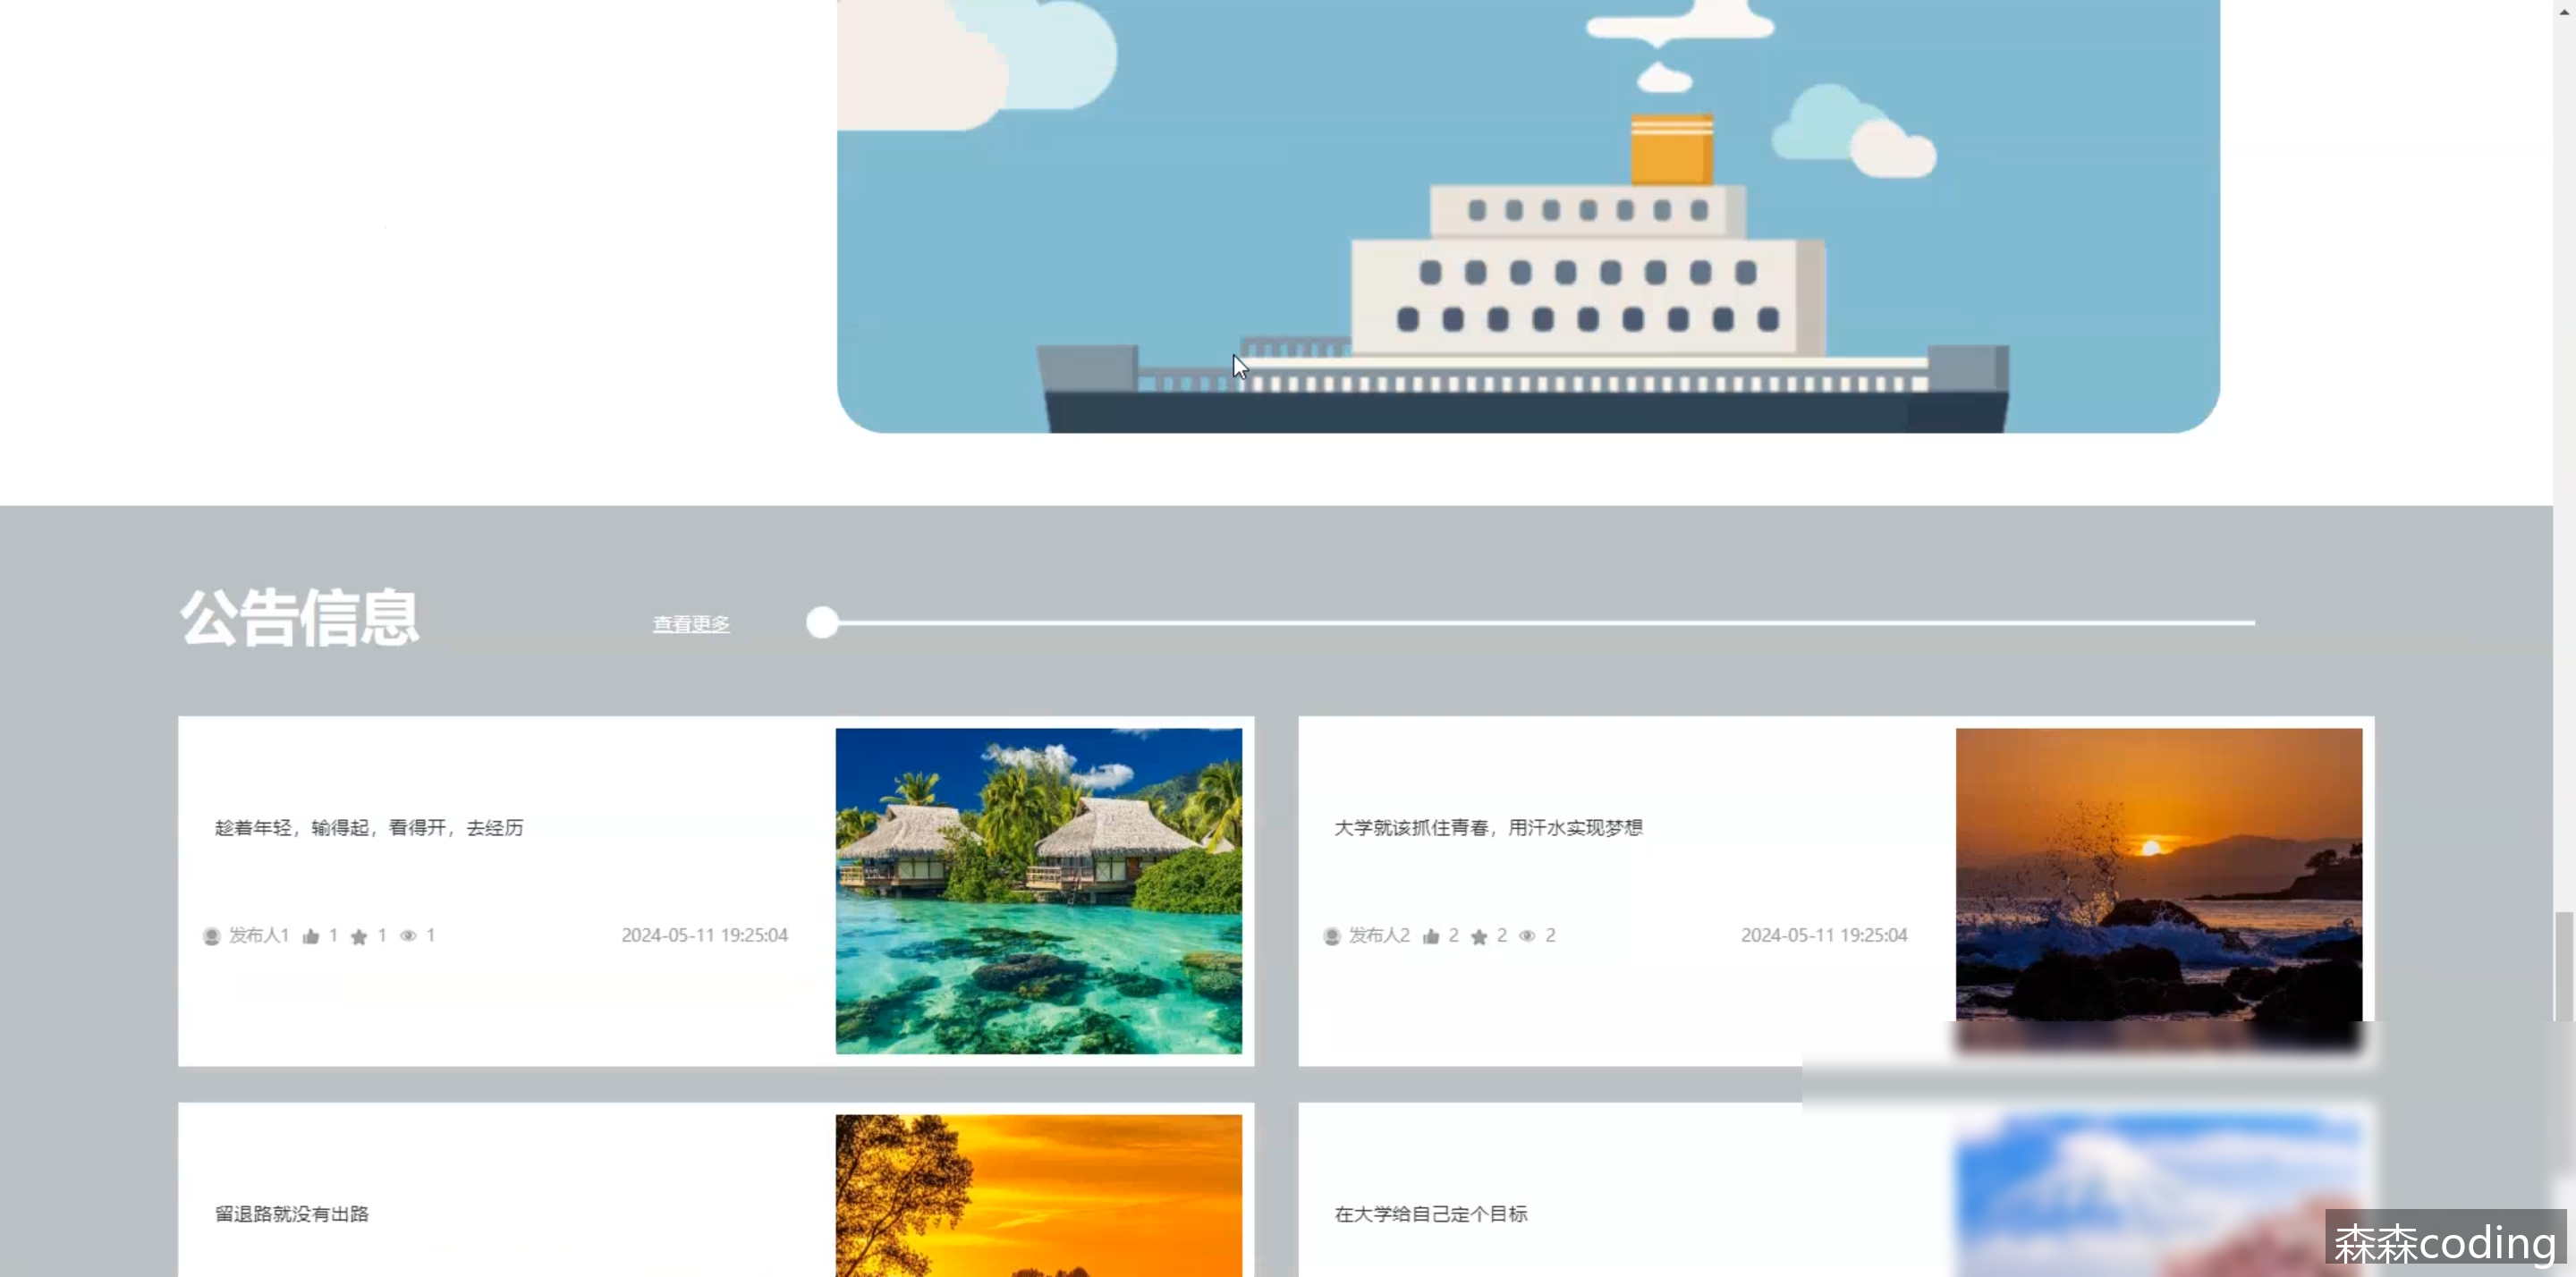 公告信息
查看更多
趁着年轻，输得起，看得开，去经历
发布人1 1 1 1
2024-05-11 19:25:04
大学就该抓住青春，用汗水实现梦想
发布人2 2 2 2
2024-05-11 19:25:04
留退路就没有出路
在大学给自己定个目标
森森coding